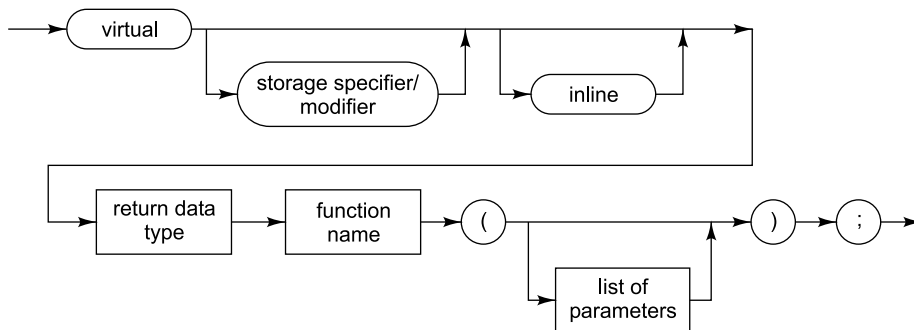 virtual
storage specifier/
modifier
inline
return data
type
function
name
(
)
;
list of
parameters